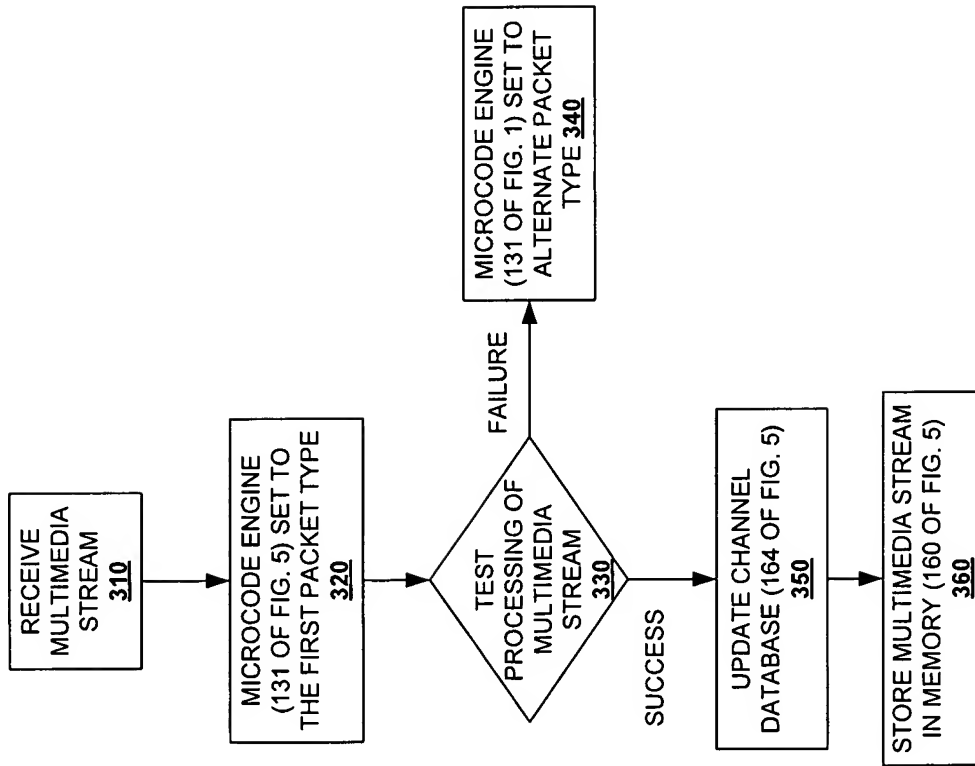 RECEIVE
MULTIMEDIA
STREAM
310
MICROCODE ENGINE
(131 OF FIG. 5) SET TO
THE FIRST PACKET TYPE
320
TEST
PROCESSING OF
MULTIMEDIA
STREAM
330
FAILURE
MICROCODE ENGINE
(131 OF FIG. 1) SET TO
ALTERNATE PACKET
TYPE 340
SUCCESS
UPDATE CHANNEL
DATABASE (164 OF FIG. 5)
350
STORE MULTIMEDIA STREAM
IN MEMORY (160 OF FIG. 5)
360